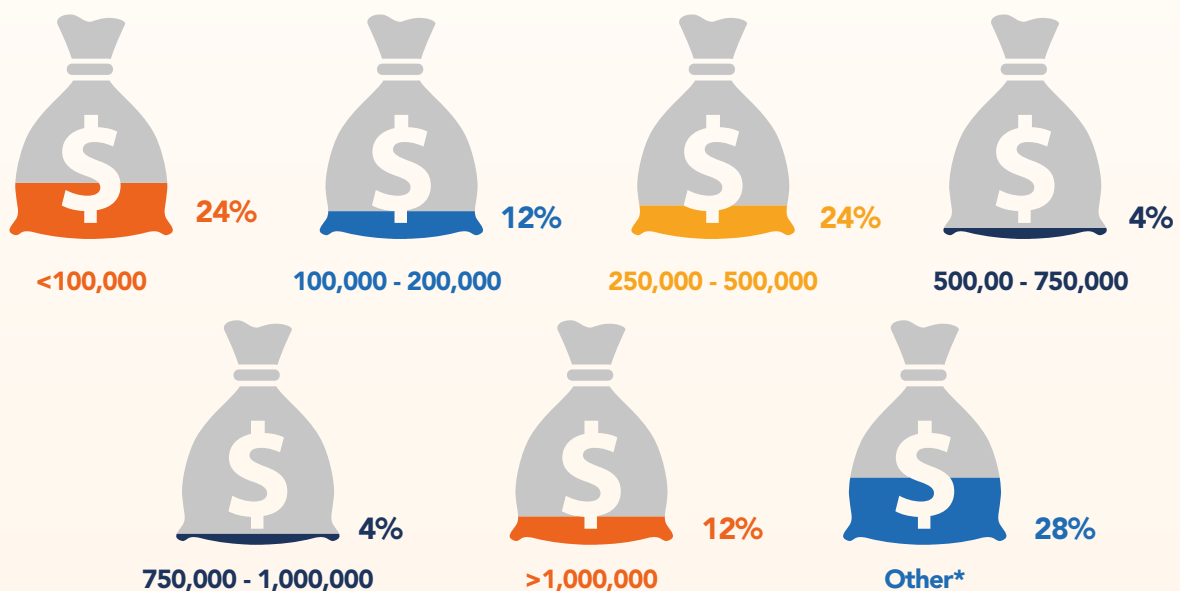 $ $ $ $
24% 12% 24% 4%
<100,000 100,000 - 200,000 250,000 - 500,000 500,00 - 750,000
$ $ $
4% 12% 28%
750,000 - 1,000,000 >1,000,000 Other*